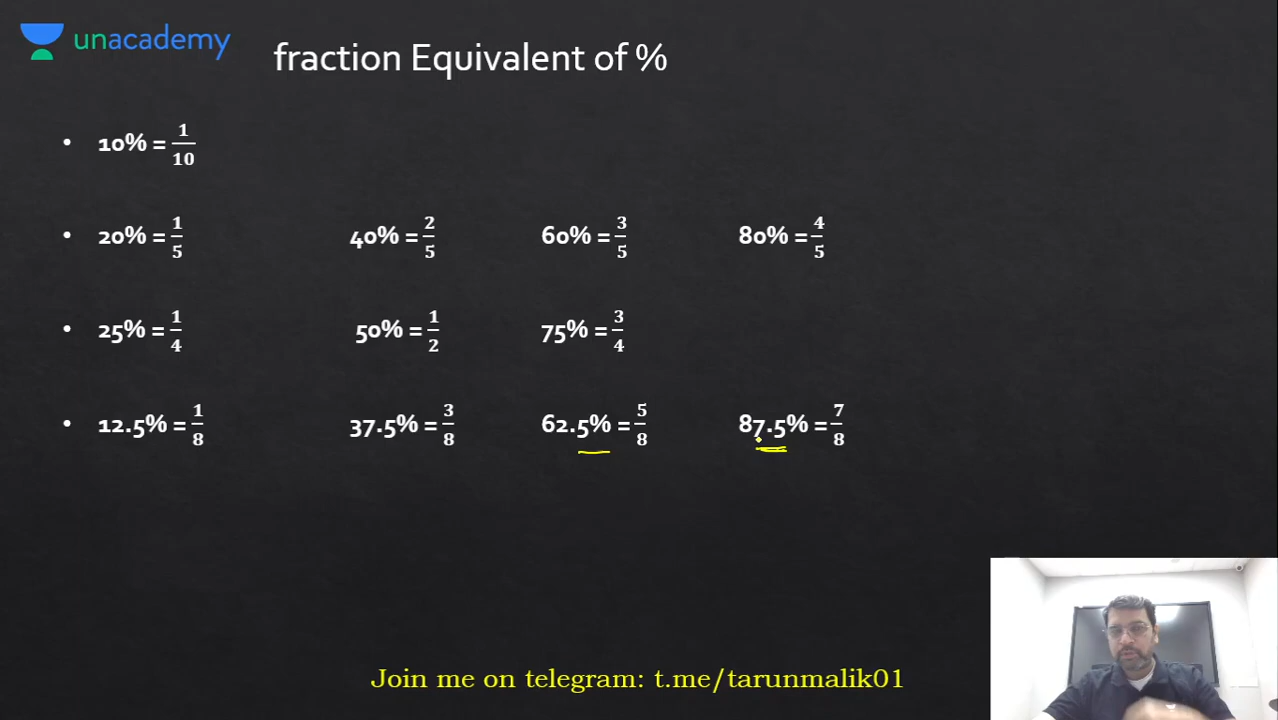 unacademy
fraction Equivalent of %
• 10% = 1/10
• 20% = 1/5 40% = 2/5 60% = 3/5 80% = 4/5
• 25% = 1/4 50% = 1/2 75% = 3/4
• 12.5% = 1/8 37.5% = 3/8 62.5% = 5/8 87.5% = 7/8
Join me on telegram: t.me/tarunmalik01